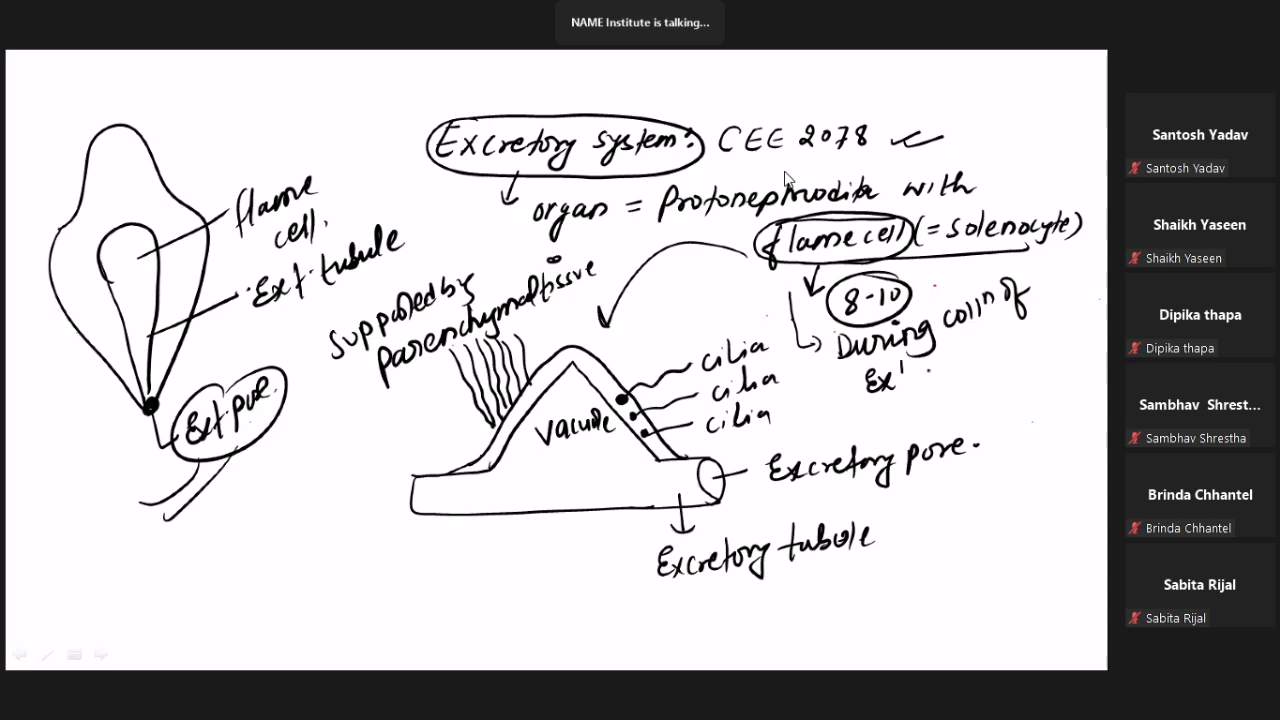 NAME Institute is talking...
Excretory system: CEE 2078
organ = Protonephrodita with
flame cell (= solenocyte)
8-10
During collⁿ of
Ex'.
flame
cell.
Ext. tubule
Ext. pore.
supported by
parenchymal tissue
cilia
cilia
cilia
vacuole
Excretory pore.
Excretory tubule
Santosh Yadav
Santosh Yadav
Shaikh Yaseen
Shaikh Yaseen
Dipika thapa
Dipika thapa
Sambhav Shrest...
Sambhav Shrestha
Brinda Chhantel
Brinda Chhantel
Sabita Rijal
Sabita Rijal